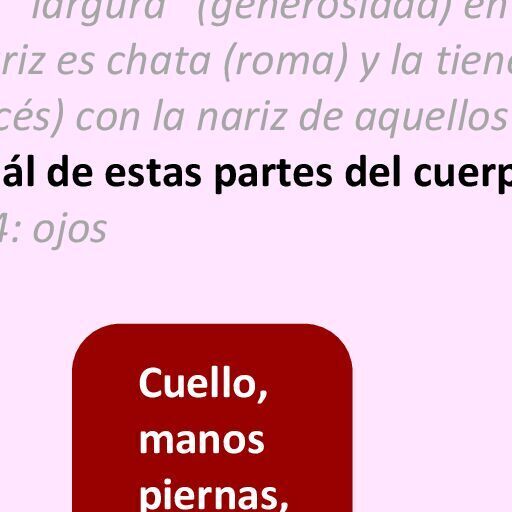 "largura" (generosidad) en
riz es chata (roma) y la tiene
cés) con la nariz de aquellos
ál de estas partes del cuerp
4: ojos
Cuello,
manos
piernas,